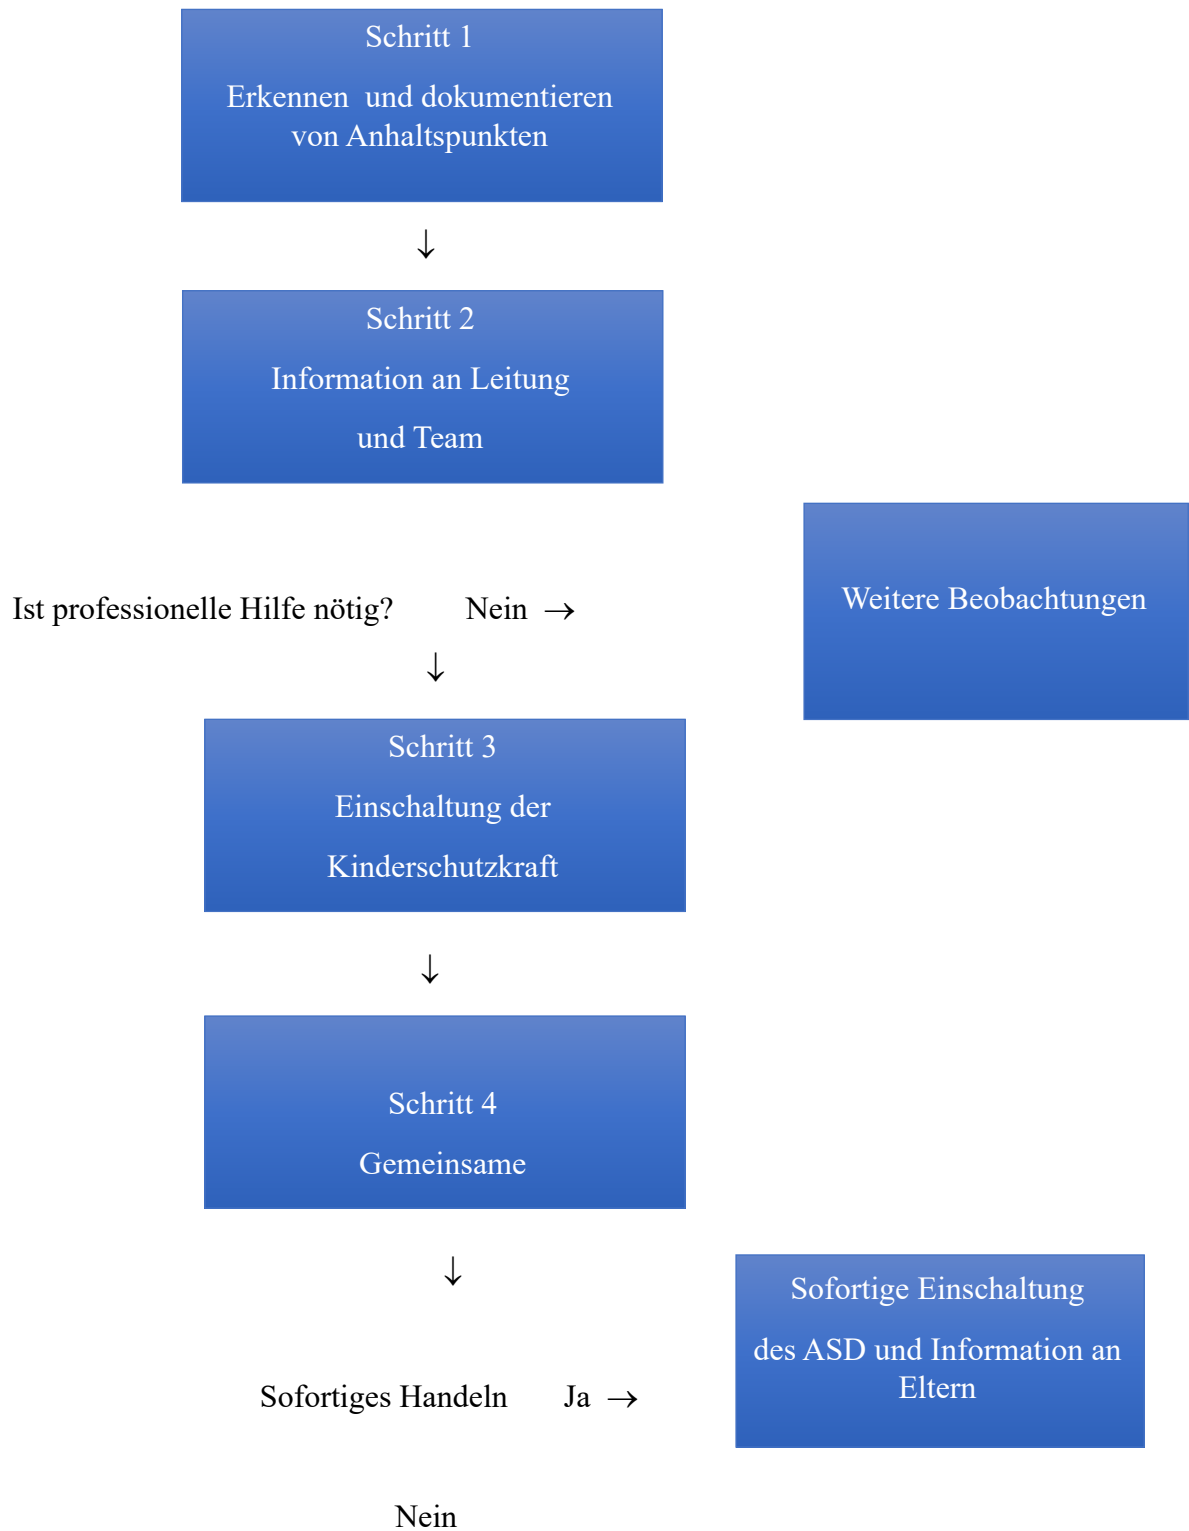 Schritt 1
Erkennen  und dokumentieren
von Anhaltspunkten
↓
Schritt 2
Information an Leitung
und Team
Ist professionelle Hilfe nötig? Nein →
Weitere Beobachtungen
↓
Schritt 3
Einschaltung der
Kinderschutzkraft
↓
Schritt 4
Gemeinsame
↓
Sofortiges Handeln Ja →
Sofortige Einschaltung
des ASD und Information an
Eltern
Nein